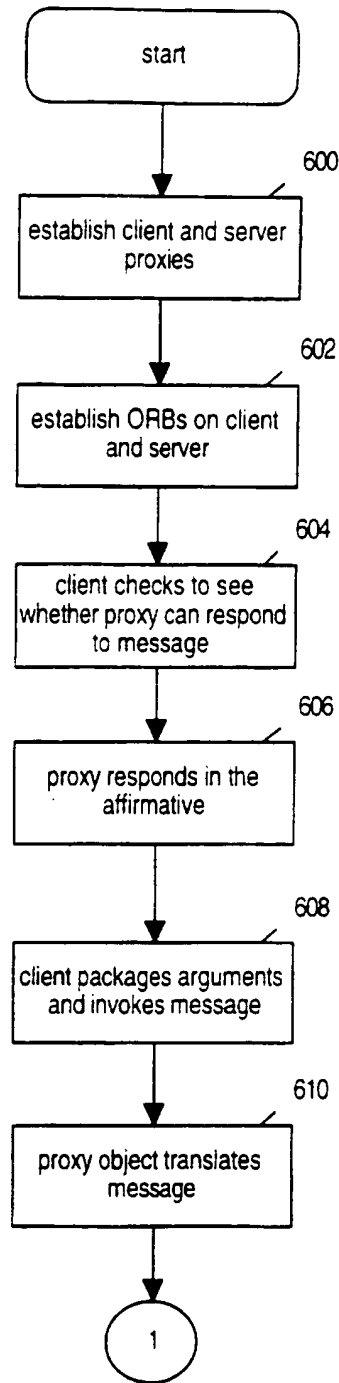 start
600
establish client and server
proxies
602
establish ORBs on client
and server
604
client checks to see
whether proxy can respond
to message
606
proxy responds in the
affirmative
608
client packages arguments
and invokes message
610
proxy object translates
message
1